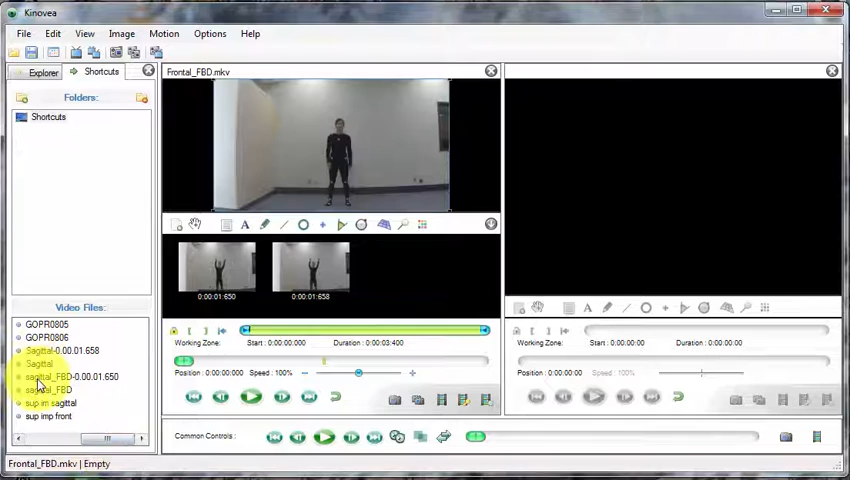 Kinovea
File Edit View Image Motion Options Help
Explorer Shortcuts
Folders:
Shortcuts
Video Files:
GOPR0805
GOPR0806
Sagittal-0.00.01.658
Sagittal
sagittal_FBD-0.00.01.650
sagittal_FBD
sup im sagittal
sup imp front
Frontal_FBD.mkv
0:00:01:650 0:00:01:658
Working Zone: Start : 0:00:00:000 Duration : 0:00:03:400
Position : 0:00:00:000 Speed : 100%
Working Zone: Start : 0:00:00:000 Duration : 0:00:00:000
Position : 0:00:00:00 Speed : 100%
Common Controls :
Frontal_FBD.mkv | Empty